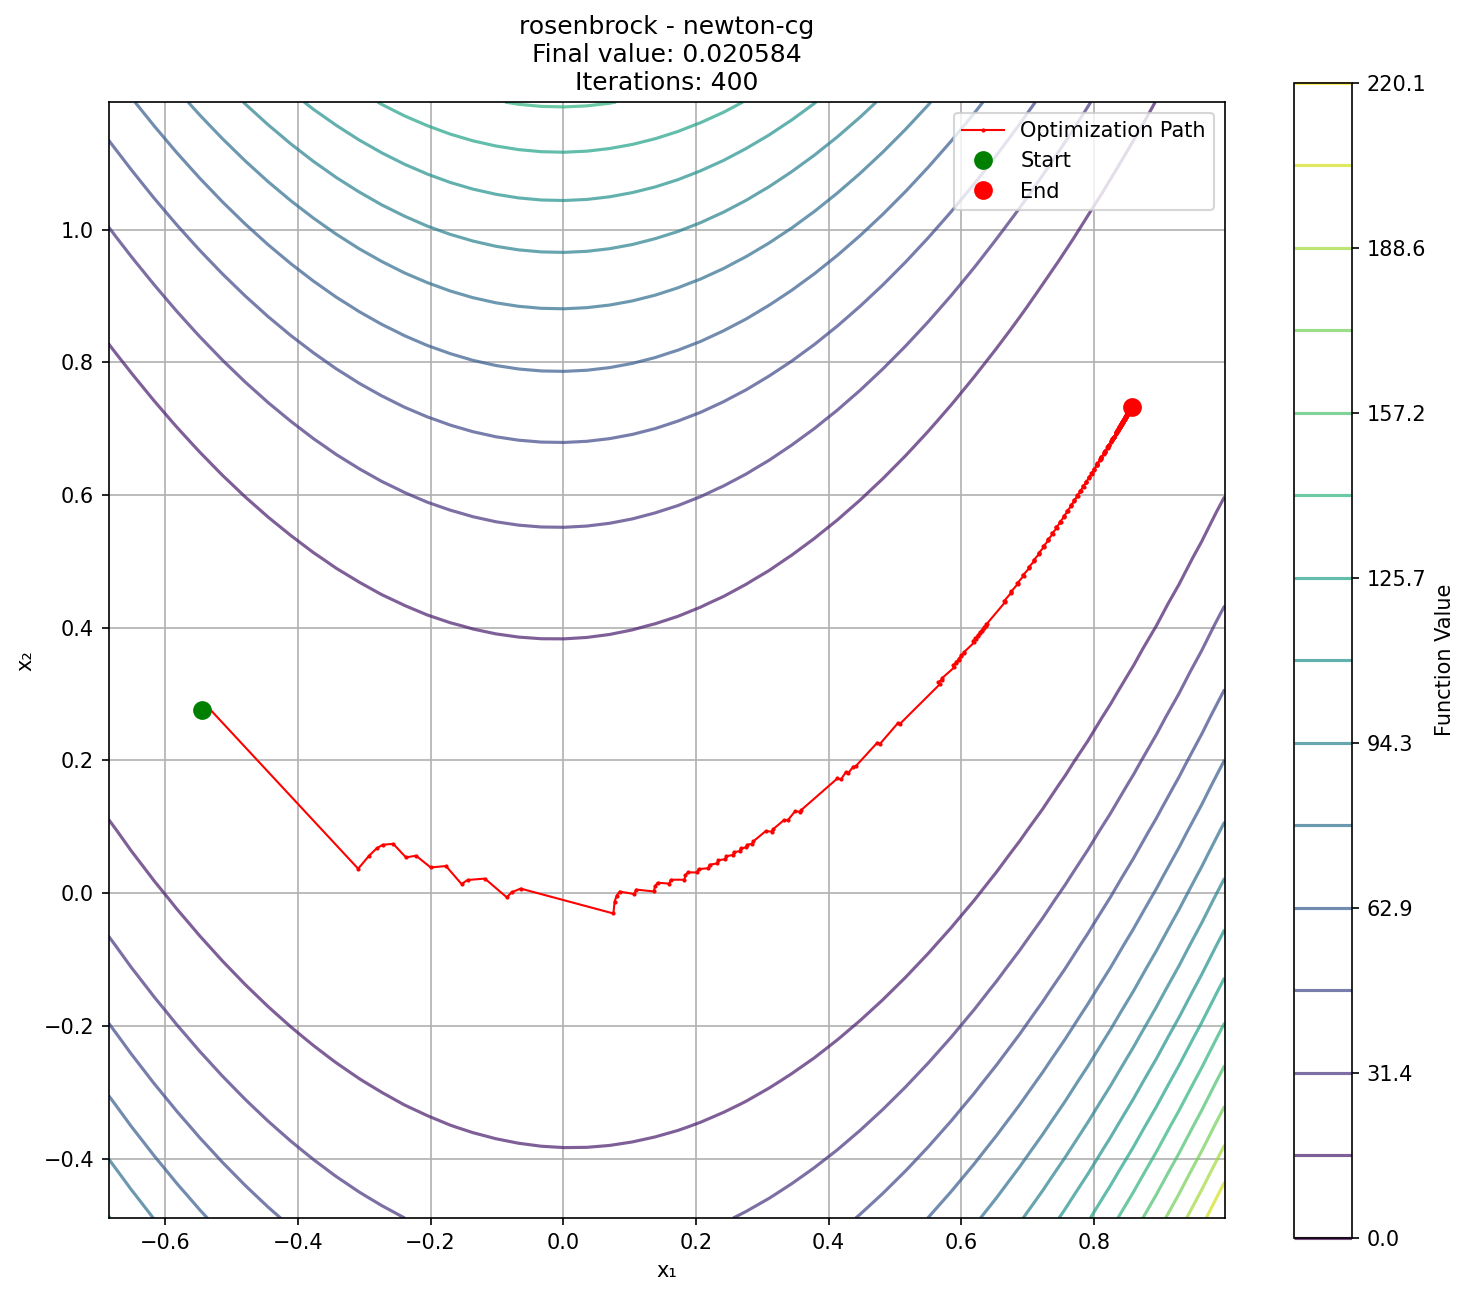 rosenbrock - newton-cg
Final value: 0.020584
Iterations: 400
Optimization Path
Start
End
1.0
0.8
0.6
0.4
0.2
0.0
−0.2
−0.4
x₂
−0.6
−0.4
−0.2
0.0
0.2
0.4
0.6
0.8
x₁
220.1
188.6
157.2
125.7
94.3
62.9
31.4
0.0
Function Value